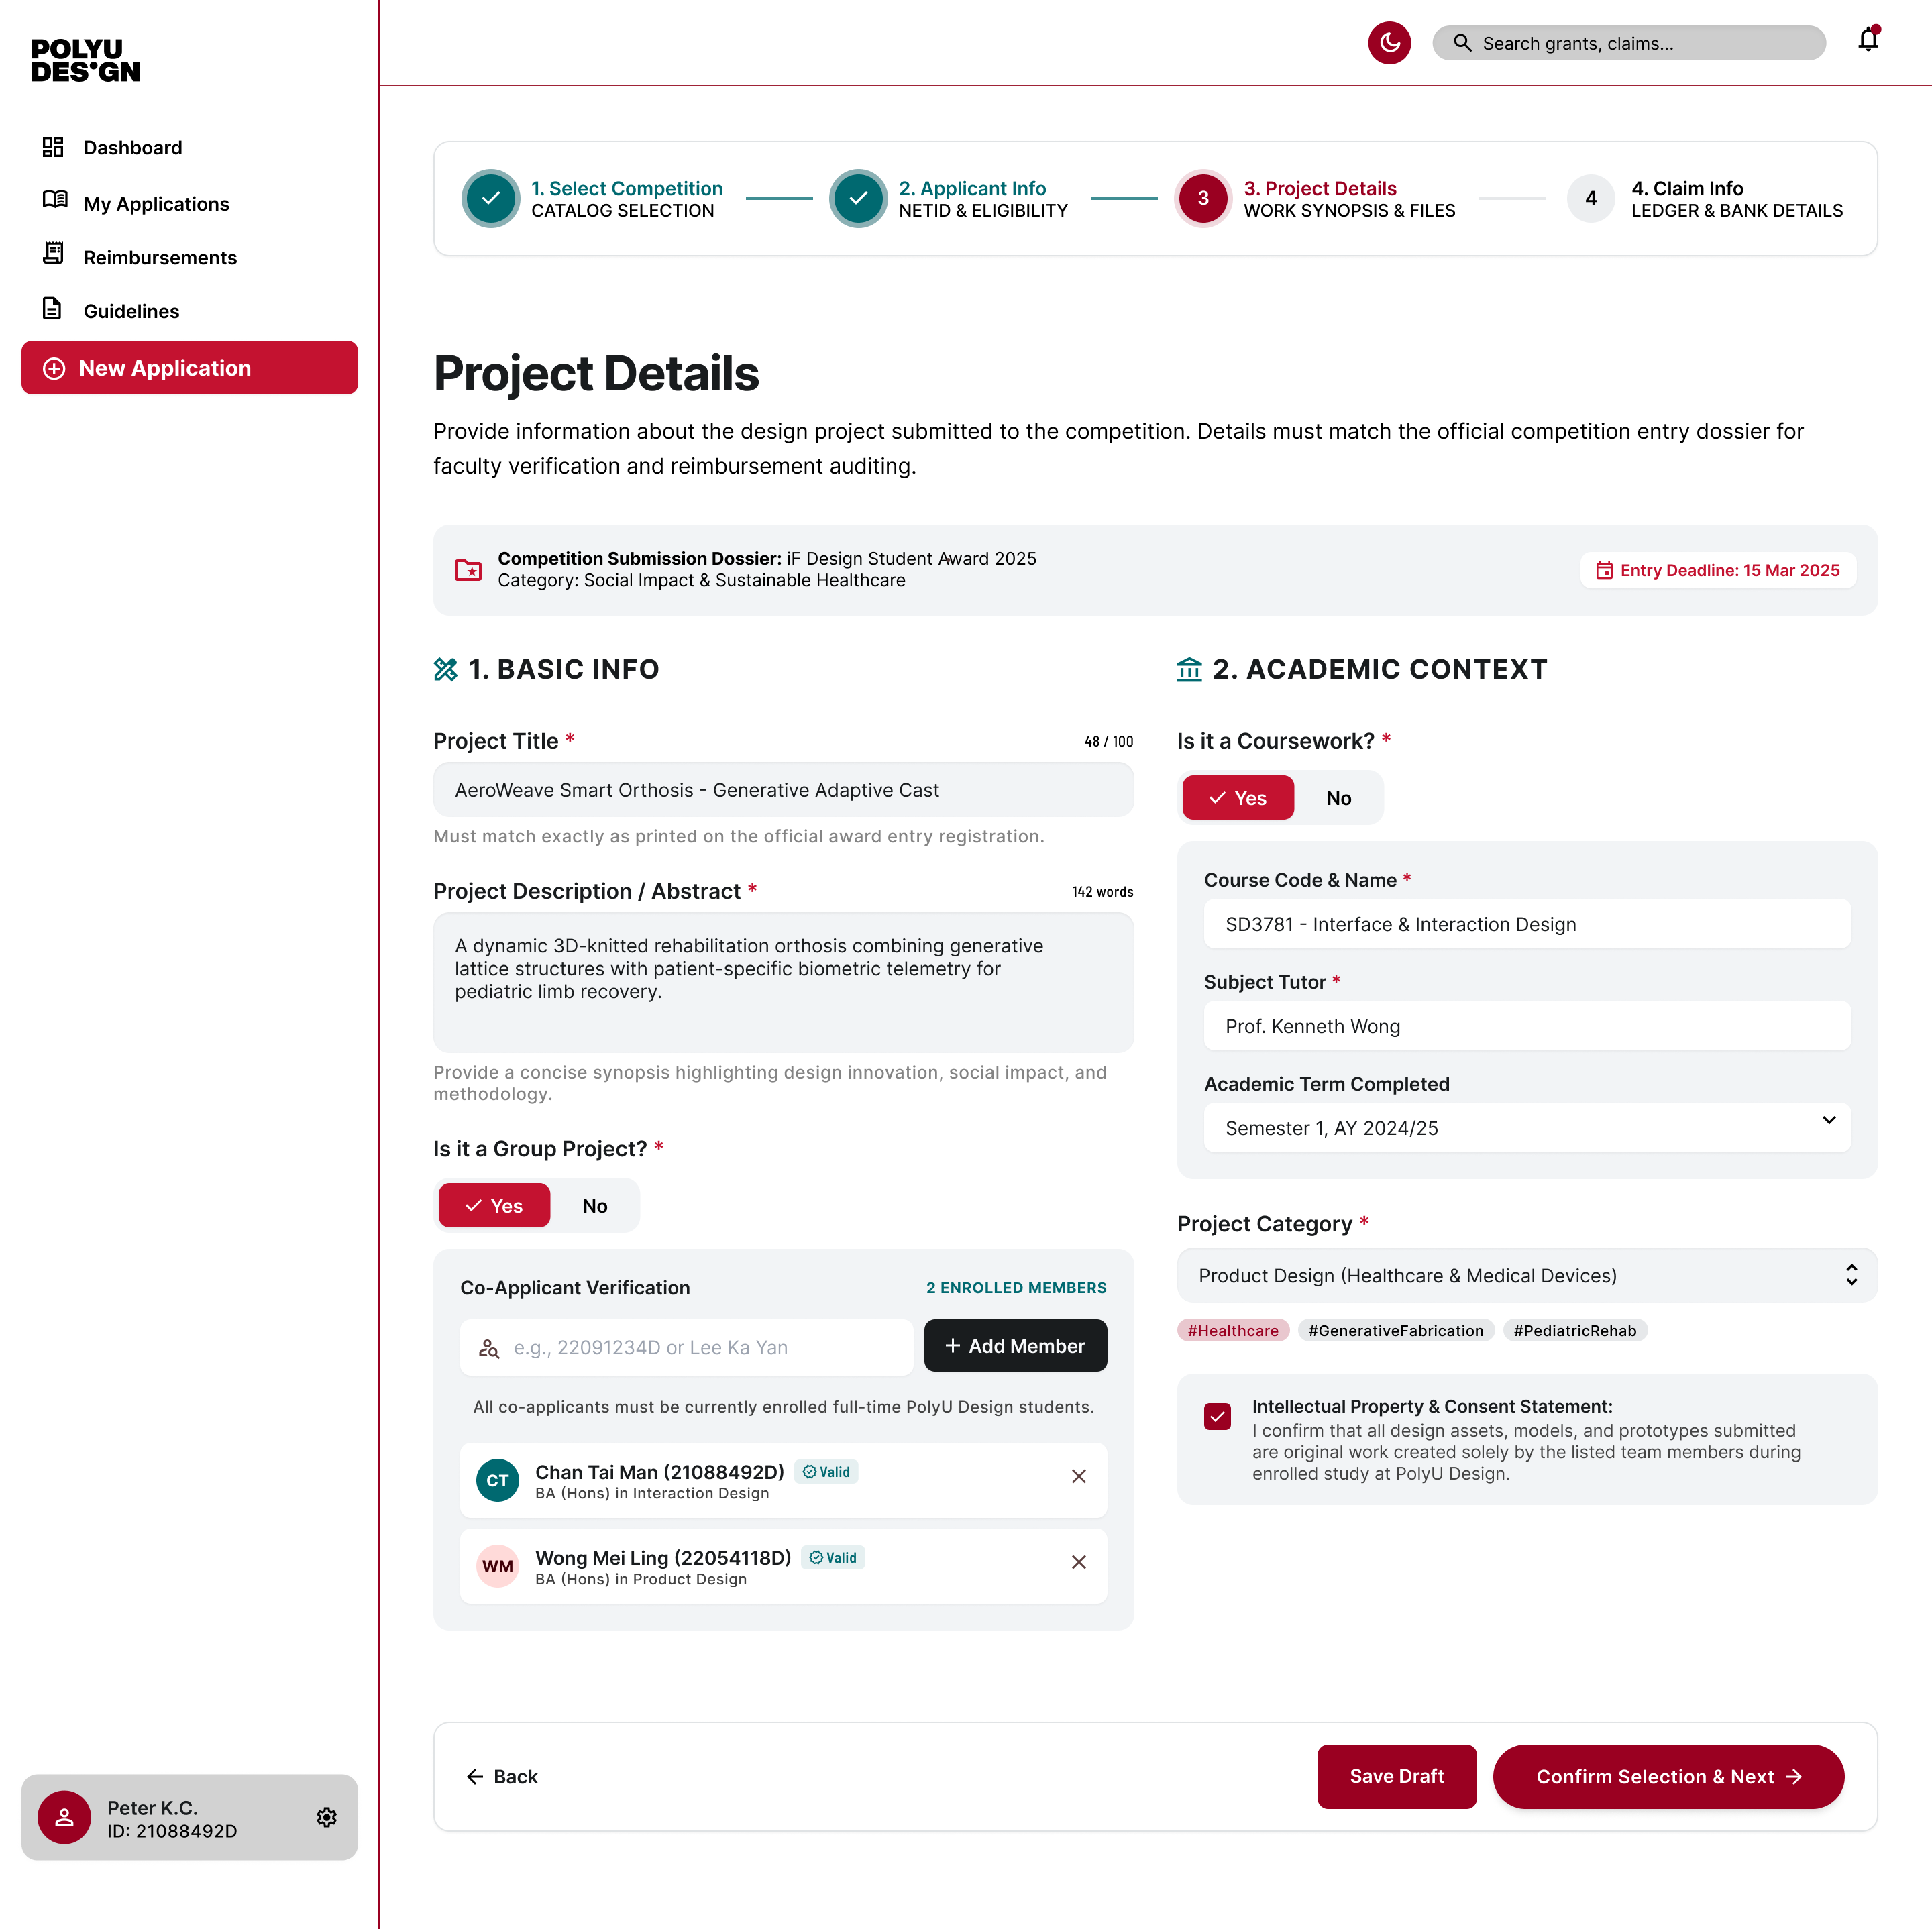 POLYU
DES•GN
Dashboard
My Applications
Reimbursements
Guidelines
New Application
Search grants, claims...
1. Select Competition
CATALOG SELECTION
2. Applicant Info
NETID & ELIGIBILITY
3
3. Project Details
WORK SYNOPSIS & FILES
4
4. Claim Info
LEDGER & BANK DETAILS
Project Details
Provide information about the design project submitted to the competition. Details must match the official competition entry dossier for
faculty verification and reimbursement auditing.
Competition Submission Dossier: iF Design Student Award 2025
Category: Social Impact & Sustainable Healthcare
Entry Deadline: 15 Mar 2025
1. BASIC INFO
Project Title *
48 / 100
AeroWeave Smart Orthosis - Generative Adaptive Cast
Must match exactly as printed on the official award entry registration.
Project Description / Abstract *
142 words
A dynamic 3D-knitted rehabilitation orthosis combining generative
lattice structures with patient-specific biometric telemetry for
pediatric limb recovery.
Provide a concise synopsis highlighting design innovation, social impact, and
methodology.
Is it a Group Project? *
Yes
No
Co-Applicant Verification
2 ENROLLED MEMBERS
e.g., 22091234D or Lee Ka Yan
+ Add Member
All co-applicants must be currently enrolled full-time PolyU Design students.
CT
Chan Tai Man (21088492D)
Valid
BA (Hons) in Interaction Design
WM
Wong Mei Ling (22054118D)
Valid
BA (Hons) in Product Design
2. ACADEMIC CONTEXT
Is it a Coursework? *
Yes
No
Course Code & Name *
SD3781 - Interface & Interaction Design
Subject Tutor *
Prof. Kenneth Wong
Academic Term Completed
Semester 1, AY 2024/25
Project Category *
Product Design (Healthcare & Medical Devices)
#Healthcare
#GenerativeFabrication
#PediatricRehab
Intellectual Property & Consent Statement:
I confirm that all design assets, models, and prototypes submitted
are original work created solely by the listed team members during
enrolled study at PolyU Design.
Back
Save Draft
Confirm Selection & Next
Peter K.C.
ID: 21088492D